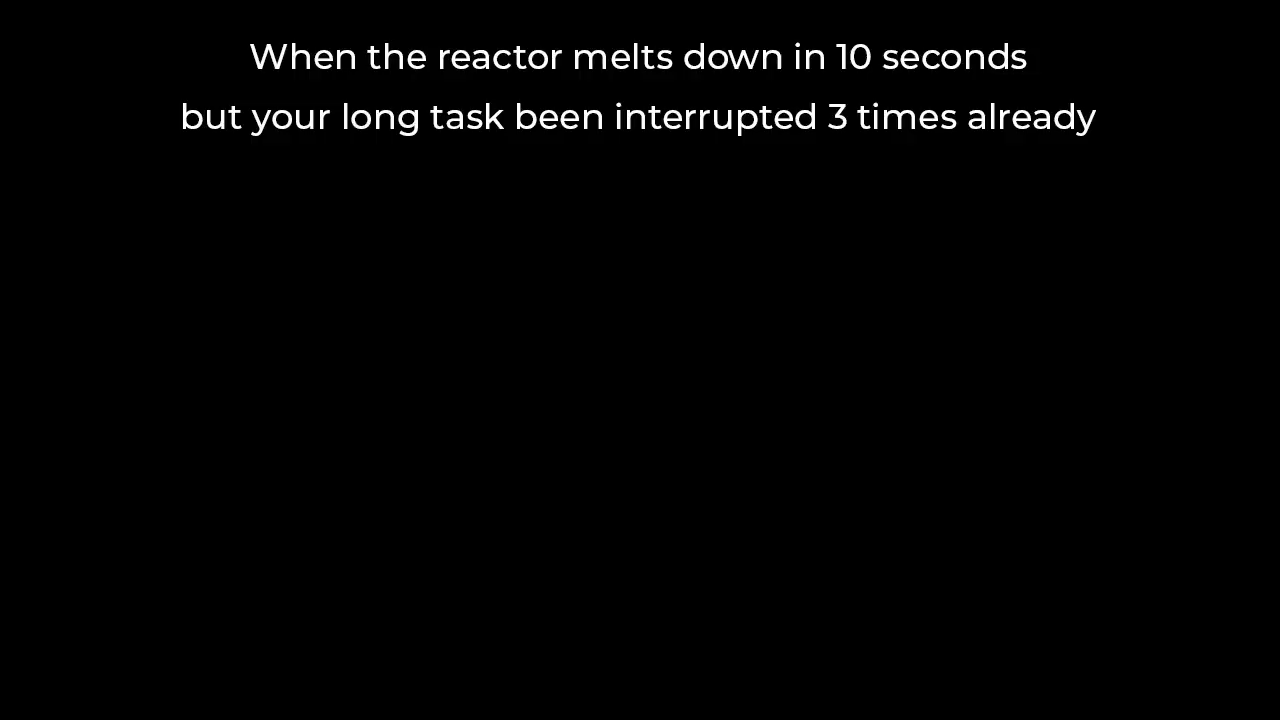 When the reactor melts down in 10 seconds
but your long task been interrupted 3 times already